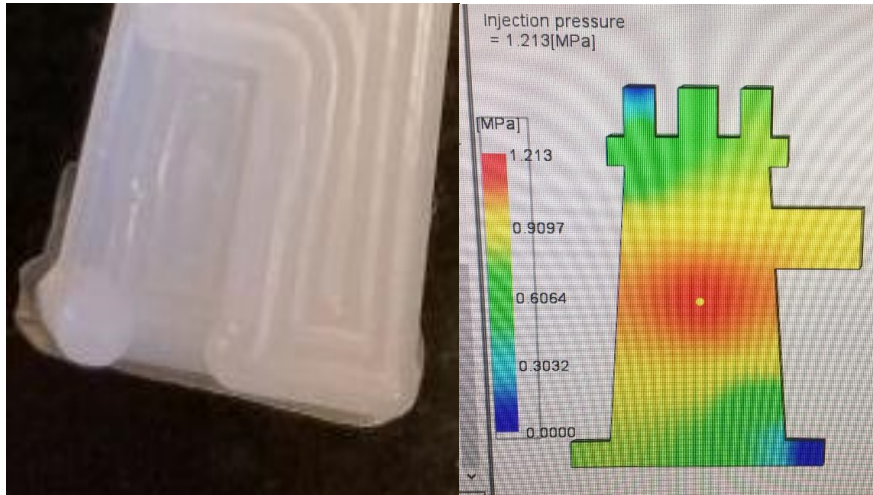 Injection pressure
= 1.213[MPa]
[MPa]
1.213
0.9097
0.6064
0.3032
0.0000